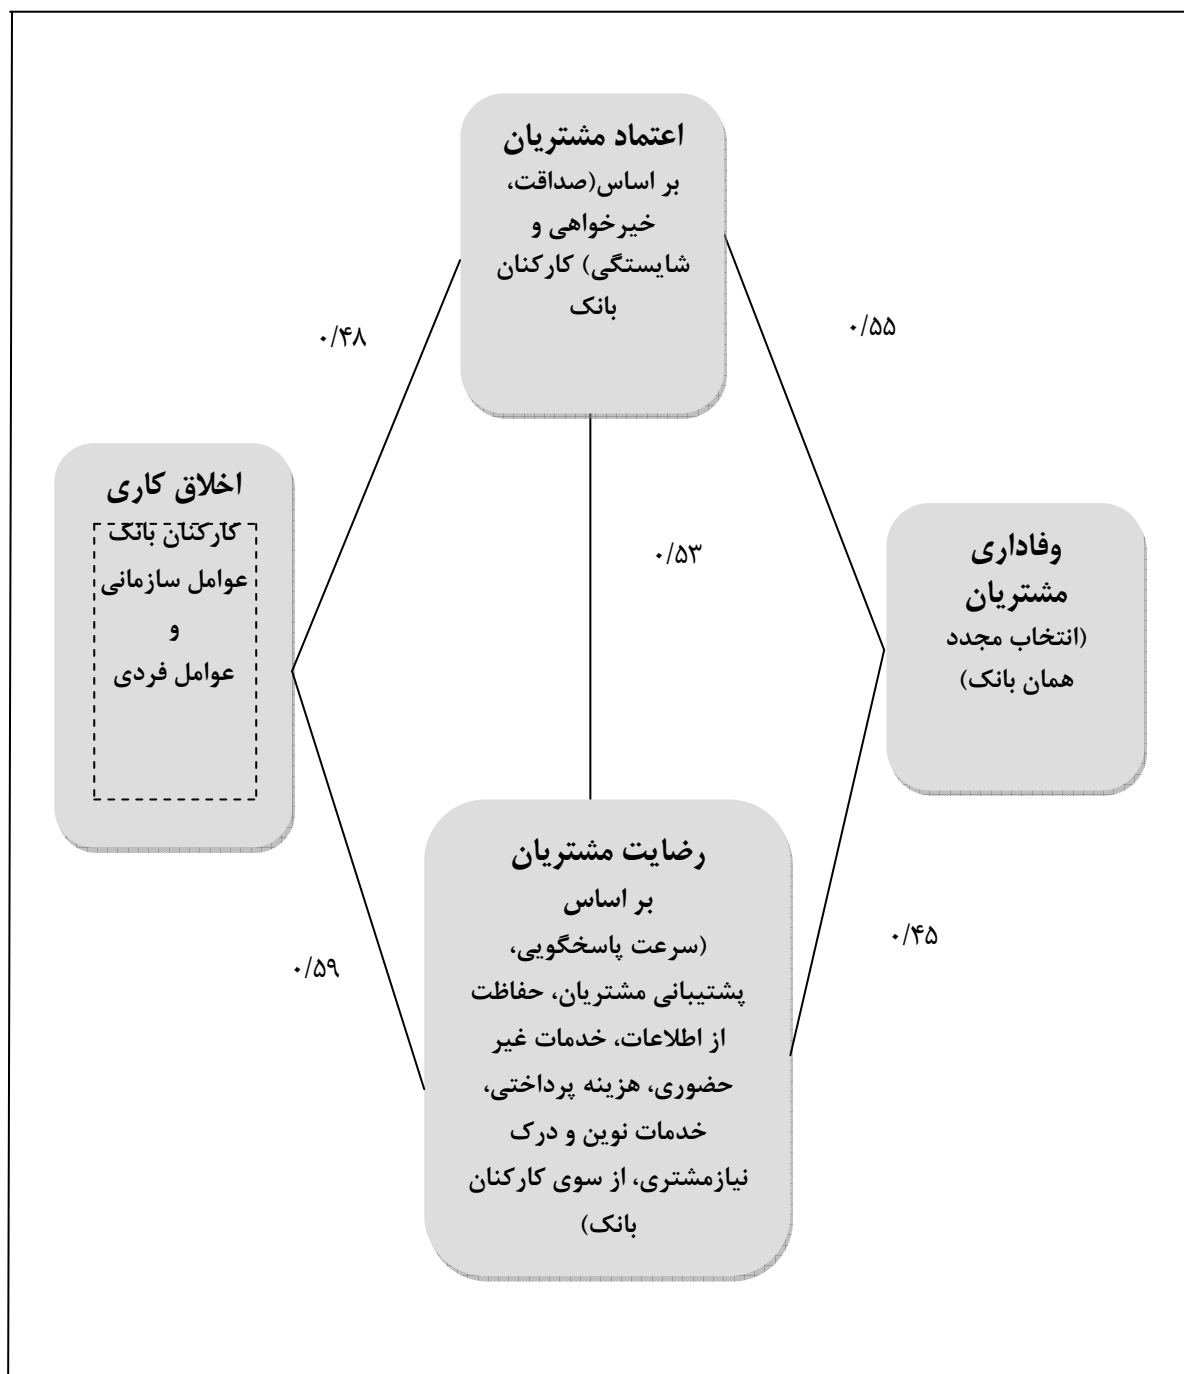 اعتماد مشتریان
بر اساس(صداقت،
خیرخواهی و
شایستگی) کارکنان
بانک
۰/۴۸
۰/۵۵
اخلاق کاری
کارکنان بانک
عوامل سازمانی
و
عوامل فردی
۰/۵۳
وفاداری
مشتریان
(انتخاب مجدد
همان بانک)
رضایت مشتریان
بر اساس
(سرعت پاسخگویی،
پشتیبانی مشتریان، حفاظت
از اطلاعات، خدمات غیر
حضوری، هزینه پرداختی،
خدمات نوین و درک
نیازمشتری، از سوی کارکنان
بانک)
۰/۵۹
۰/۴۵